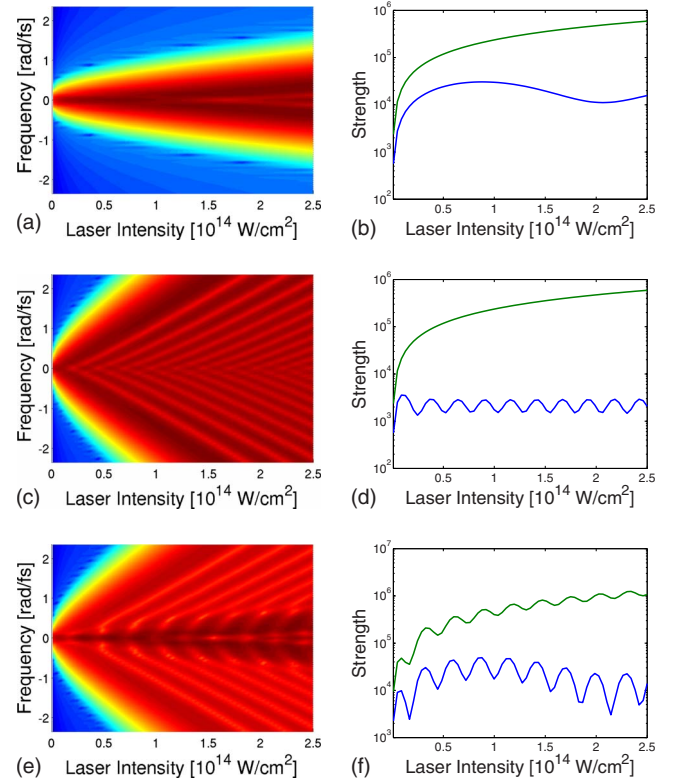 Frequency [rad/fs]
2
1
0
-1
-2
0 0.5 1 1.5 2 2.5
(a) Laser Intensity [10^14 W/cm^2]
Strength
10^6
10^5
10^4
10^3
10^2
0.5 1 1.5 2 2.5
(b) Laser Intensity [10^14 W/cm^2]
Frequency [rad/fs]
2
1
0
-1
-2
0 0.5 1 1.5 2 2.5
(c) Laser Intensity [10^14 W/cm^2]
Strength
10^6
10^5
10^4
10^3
10^2
0.5 1 1.5 2 2.5
(d) Laser Intensity [10^14 W/cm^2]
Frequency [rad/fs]
2
1
0
-1
-2
0 0.5 1 1.5 2 2.5
(e) Laser Intensity [10^14 W/cm^2]
Strength
10^7
10^6
10^5
10^4
10^3
0.5 1 1.5 2 2.5
(f) Laser Intensity [10^14 W/cm^2]